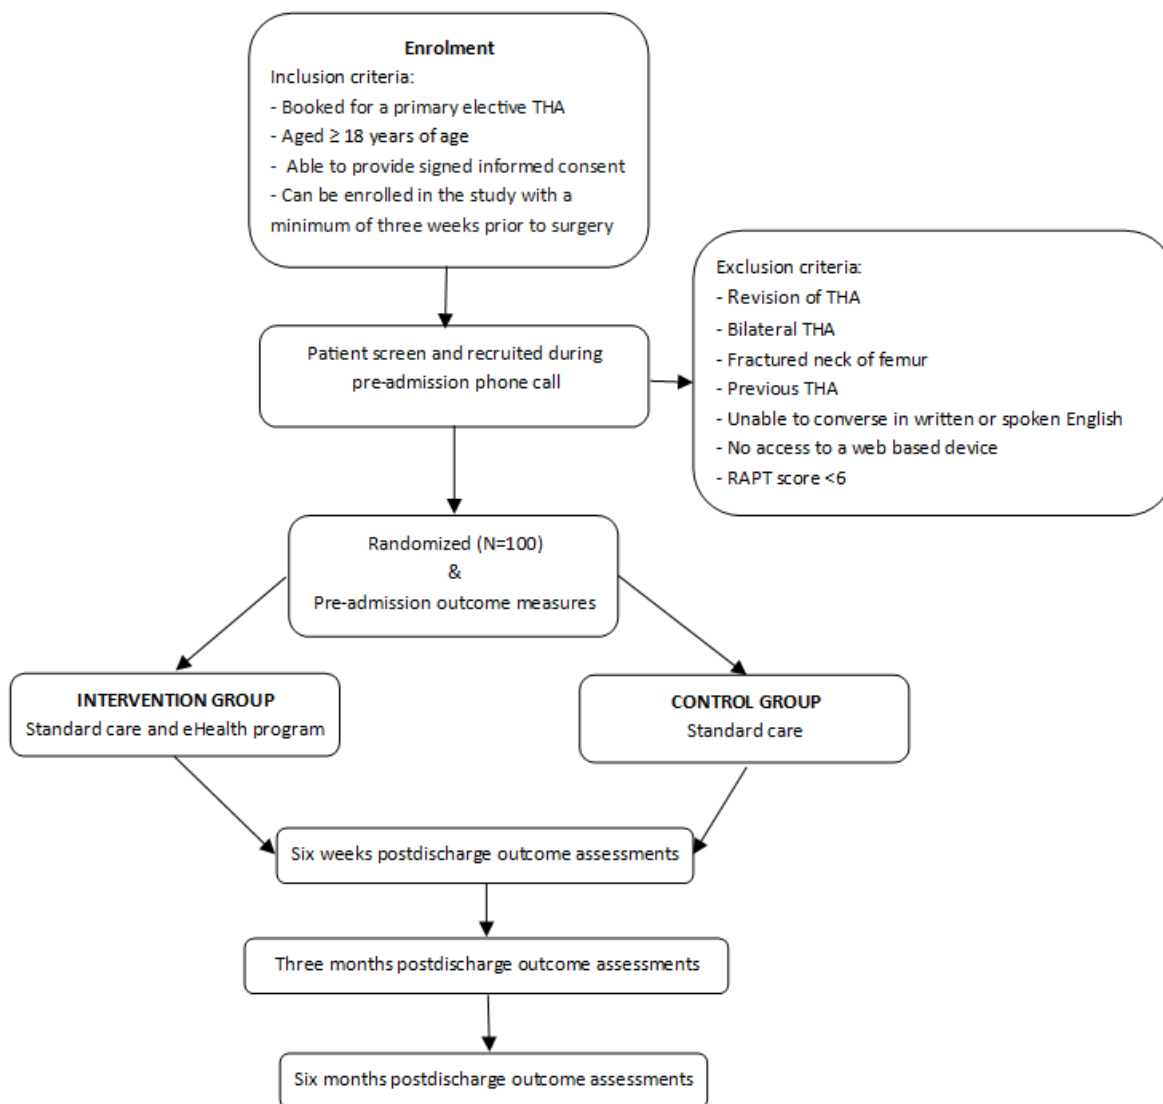 Enrolment
Inclusion criteria:
- Booked for a primary elective THA
- Aged ≥ 18 years of age
- Able to provide signed informed consent
- Can be enrolled in the study with a
minimum of three weeks prior to surgery
Exclusion criteria:
- Revision of THA
- Bilateral THA
- Fractured neck of femur
- Previous THA
- Unable to converse in written or spoken English
- No access to a web based device
- RAPT score <6
Patient screen and recruited during
pre-admission phone call
Randomized (N=100)
&
Pre-admission outcome measures
INTERVENTION GROUP
Standard care and eHealth program
CONTROL GROUP
Standard care
Six weeks postdischarge outcome assessments
Three months postdischarge outcome assessments
Six months postdischarge outcome assessments